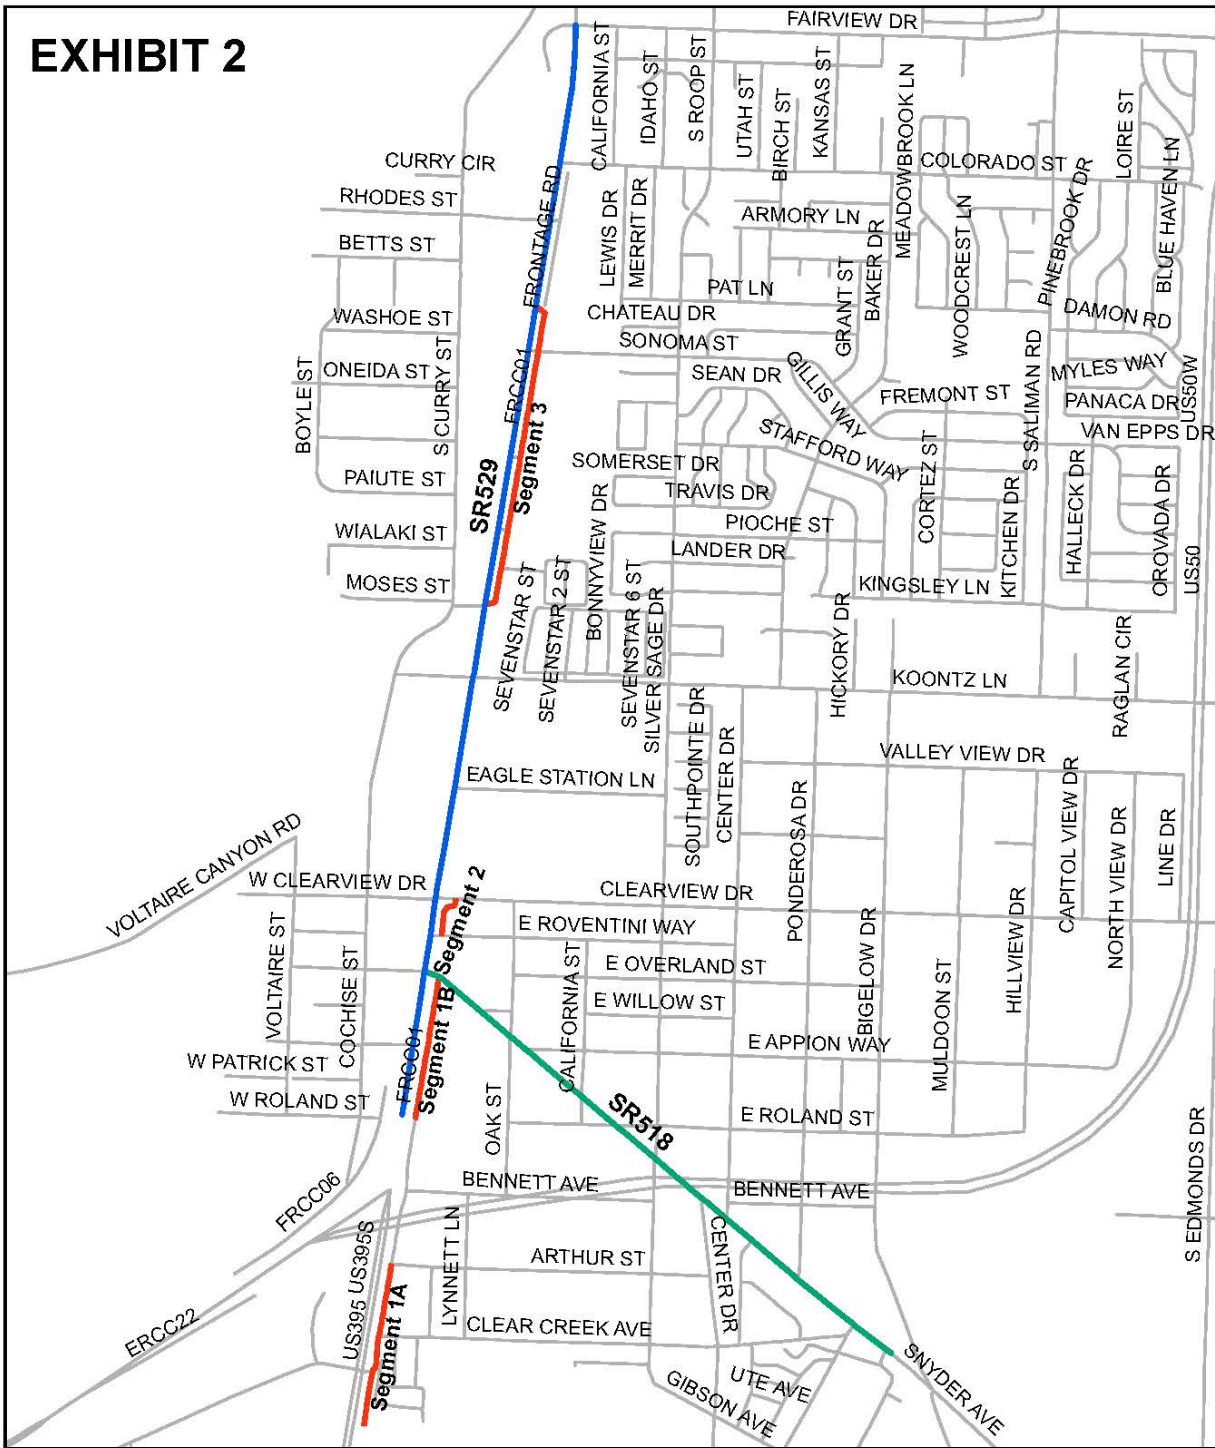 EXHIBIT 2
FAIRVIEW DR
CALIFORNIA ST
IDAHO ST
S ROOP ST
UTAH ST
BIRCH ST
KANSAS ST
MEADOWBROOK LN
LOIRE ST
BLUE HAVEN LN
CURRY CIR
COLORADO ST
RHODES ST
FRONTAGE RD
LEWIS DR
MERRIT DR
ARMORY LN
BAKER DR
WOODCREST LN
PINEBROOK DR
BETTS ST
PAT LN
GRANT ST
WASHOE ST
CHATEAU DR
DAMON RD
SONOMA ST
S CURRY ST
BOYLE ST
ONEIDA ST
FRCC01
SEAN DR
GILLIS WAY
FREMONT ST
S SALIMAN RD
MYLES WAY
US50W
PANACA DR
VAN EPPS DR
Segment 3
STAFFORD WAY
SOMERSET DR
CORTEZ ST
PAIUTE ST
SR529
TRAVIS DR
BONNYVIEW DR
KITCHEN DR
HALLECK DR
OROVADA DR
WIALAKI ST
PIOCHE ST
LANDER DR
US50
MOSES ST
KINGSLEY LN
SEVENSTAR ST
SEVENSTAR 2 ST
SEVENSTAR 6 ST
SILVER SAGE DR
HICKORY DR
RAGLAN CIR
KOONTZ LN
SOUTHPOINTE DR
CENTER DR
VALLEY VIEW DR
EAGLE STATION LN
PONDEROSA DR
CAPITOL VIEW DR
NORTH VIEW DR
LINE DR
VOLTAIRE CANYON RD
W CLEARVIEW DR
CLEARVIEW DR
Segment 2
E ROVENTINI WAY
HILLVIEW DR
VOLTAIRE ST
COCHISE ST
E OVERLAND ST
CALIFORNIA ST
BIGELOW DR
MULDOON ST
E WILLOW ST
Segment 1B
FRCC01
E APPION WAY
W PATRICK ST
W ROLAND ST
OAK ST
SR518
E ROLAND ST
S EDMONDS DR
BENNETT AVE
BENNETT AVE
FRCC06
US395S
US395
LYNNETT LN
ARTHUR ST
CENTER DR
ERCC22
Segment 1A
CLEAR CREEK AVE
SNYDER AVE
UTE AVE
GIBSON AVE